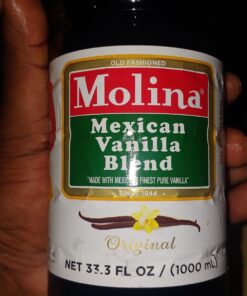 OLD FASHIONED
Molina®
Mexican
Vanilla
Blend
"MADE WITH MEXICO'S FINEST PURE VANILLA"
SINCE 1944
Original
NET 33.3 FL OZ / (1000 mL)